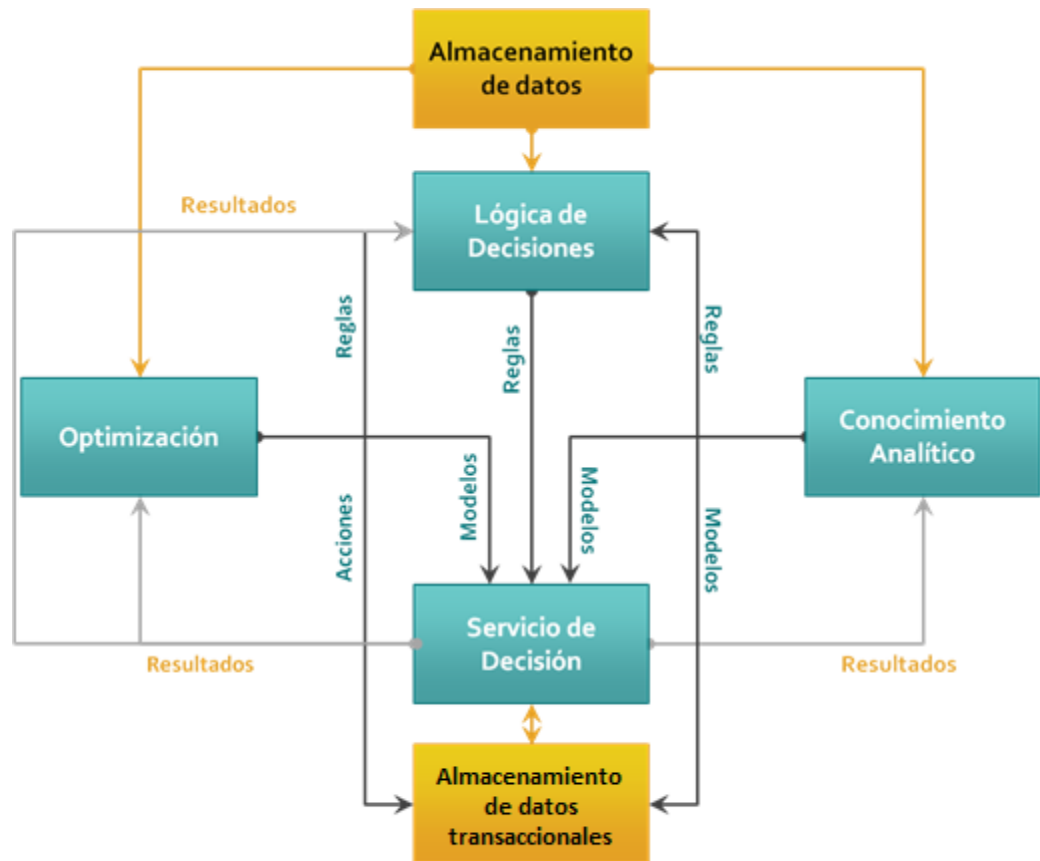 Almacenamiento
de datos
Resultados
Lógica de
Decisiones
Reglas
Reglas
Reglas
Optimización
Conocimiento
Analítico
Modelos
Modelos
Acciones
Modelos
Servicio de
Decisión
Resultados
Resultados
Almacenamiento
de datos
transaccionales